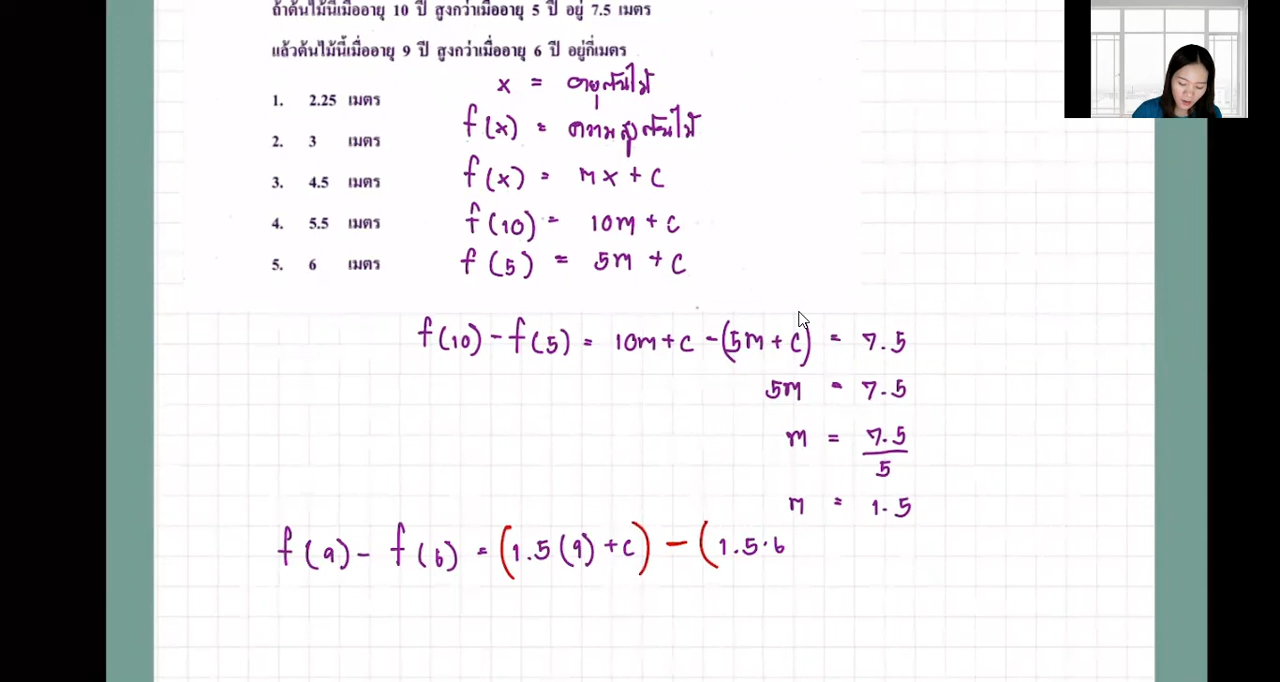 ถ้าต้นไม้นี้เมื่ออายุ 10 ปี สูงกว่าเมื่ออายุ 5 ปี อยู่ 7.5 เมตร
แล้วต้นไม้นี้เมื่ออายุ 9 ปี สูงกว่าเมื่ออายุ 6 ปี อยู่กี่เมตร
1. 2.25 เมตร
2. 3 เมตร
3. 4.5 เมตร
4. 5.5 เมตร
5. 6 เมตร
x = อายุต้นไม้
f(x) = ความสูงต้นไม้
f(x) = mx + c
f(10) = 10m + c
f(5) = 5m + c
f(10) - f(5) = 10m + c - (5m + c) = 7.5
5m = 7.5
m = 7.5
5
m = 1.5
f(9) - f(6) = (1.5(9) + c) - (1.5·6